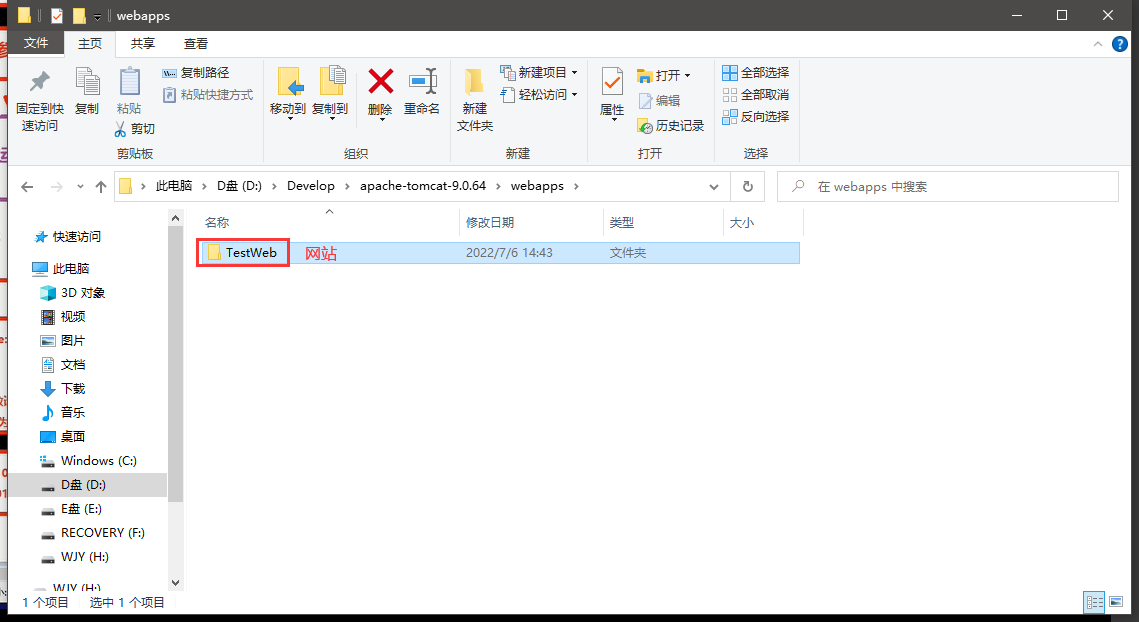 webapps
文件 主页 共享 查看
固定到快速访问
复制
粘贴
复制路径
粘贴快捷方式
剪切
剪贴板
移动到 复制到 删除 重命名
组织
新建文件夹
新建项目
轻松访问
新建
属性
打开
编辑
历史记录
打开
全部选择
全部取消
反向选择
选择
此电脑 D盘 (D:) Develop apache-tomcat-9.0.64 webapps
在 webapps 中搜索
名称 修改日期 类型 大小
TestWeb 网站 2022/7/6 14:43 文件夹
快速访问
此电脑
3D 对象
视频
图片
文档
下载
音乐
桌面
Windows (C:)
D盘 (D:)
E盘 (E:)
RECOVERY (F:)
WJY (H:)
WJY (H:)
1 个项目 选中 1 个项目